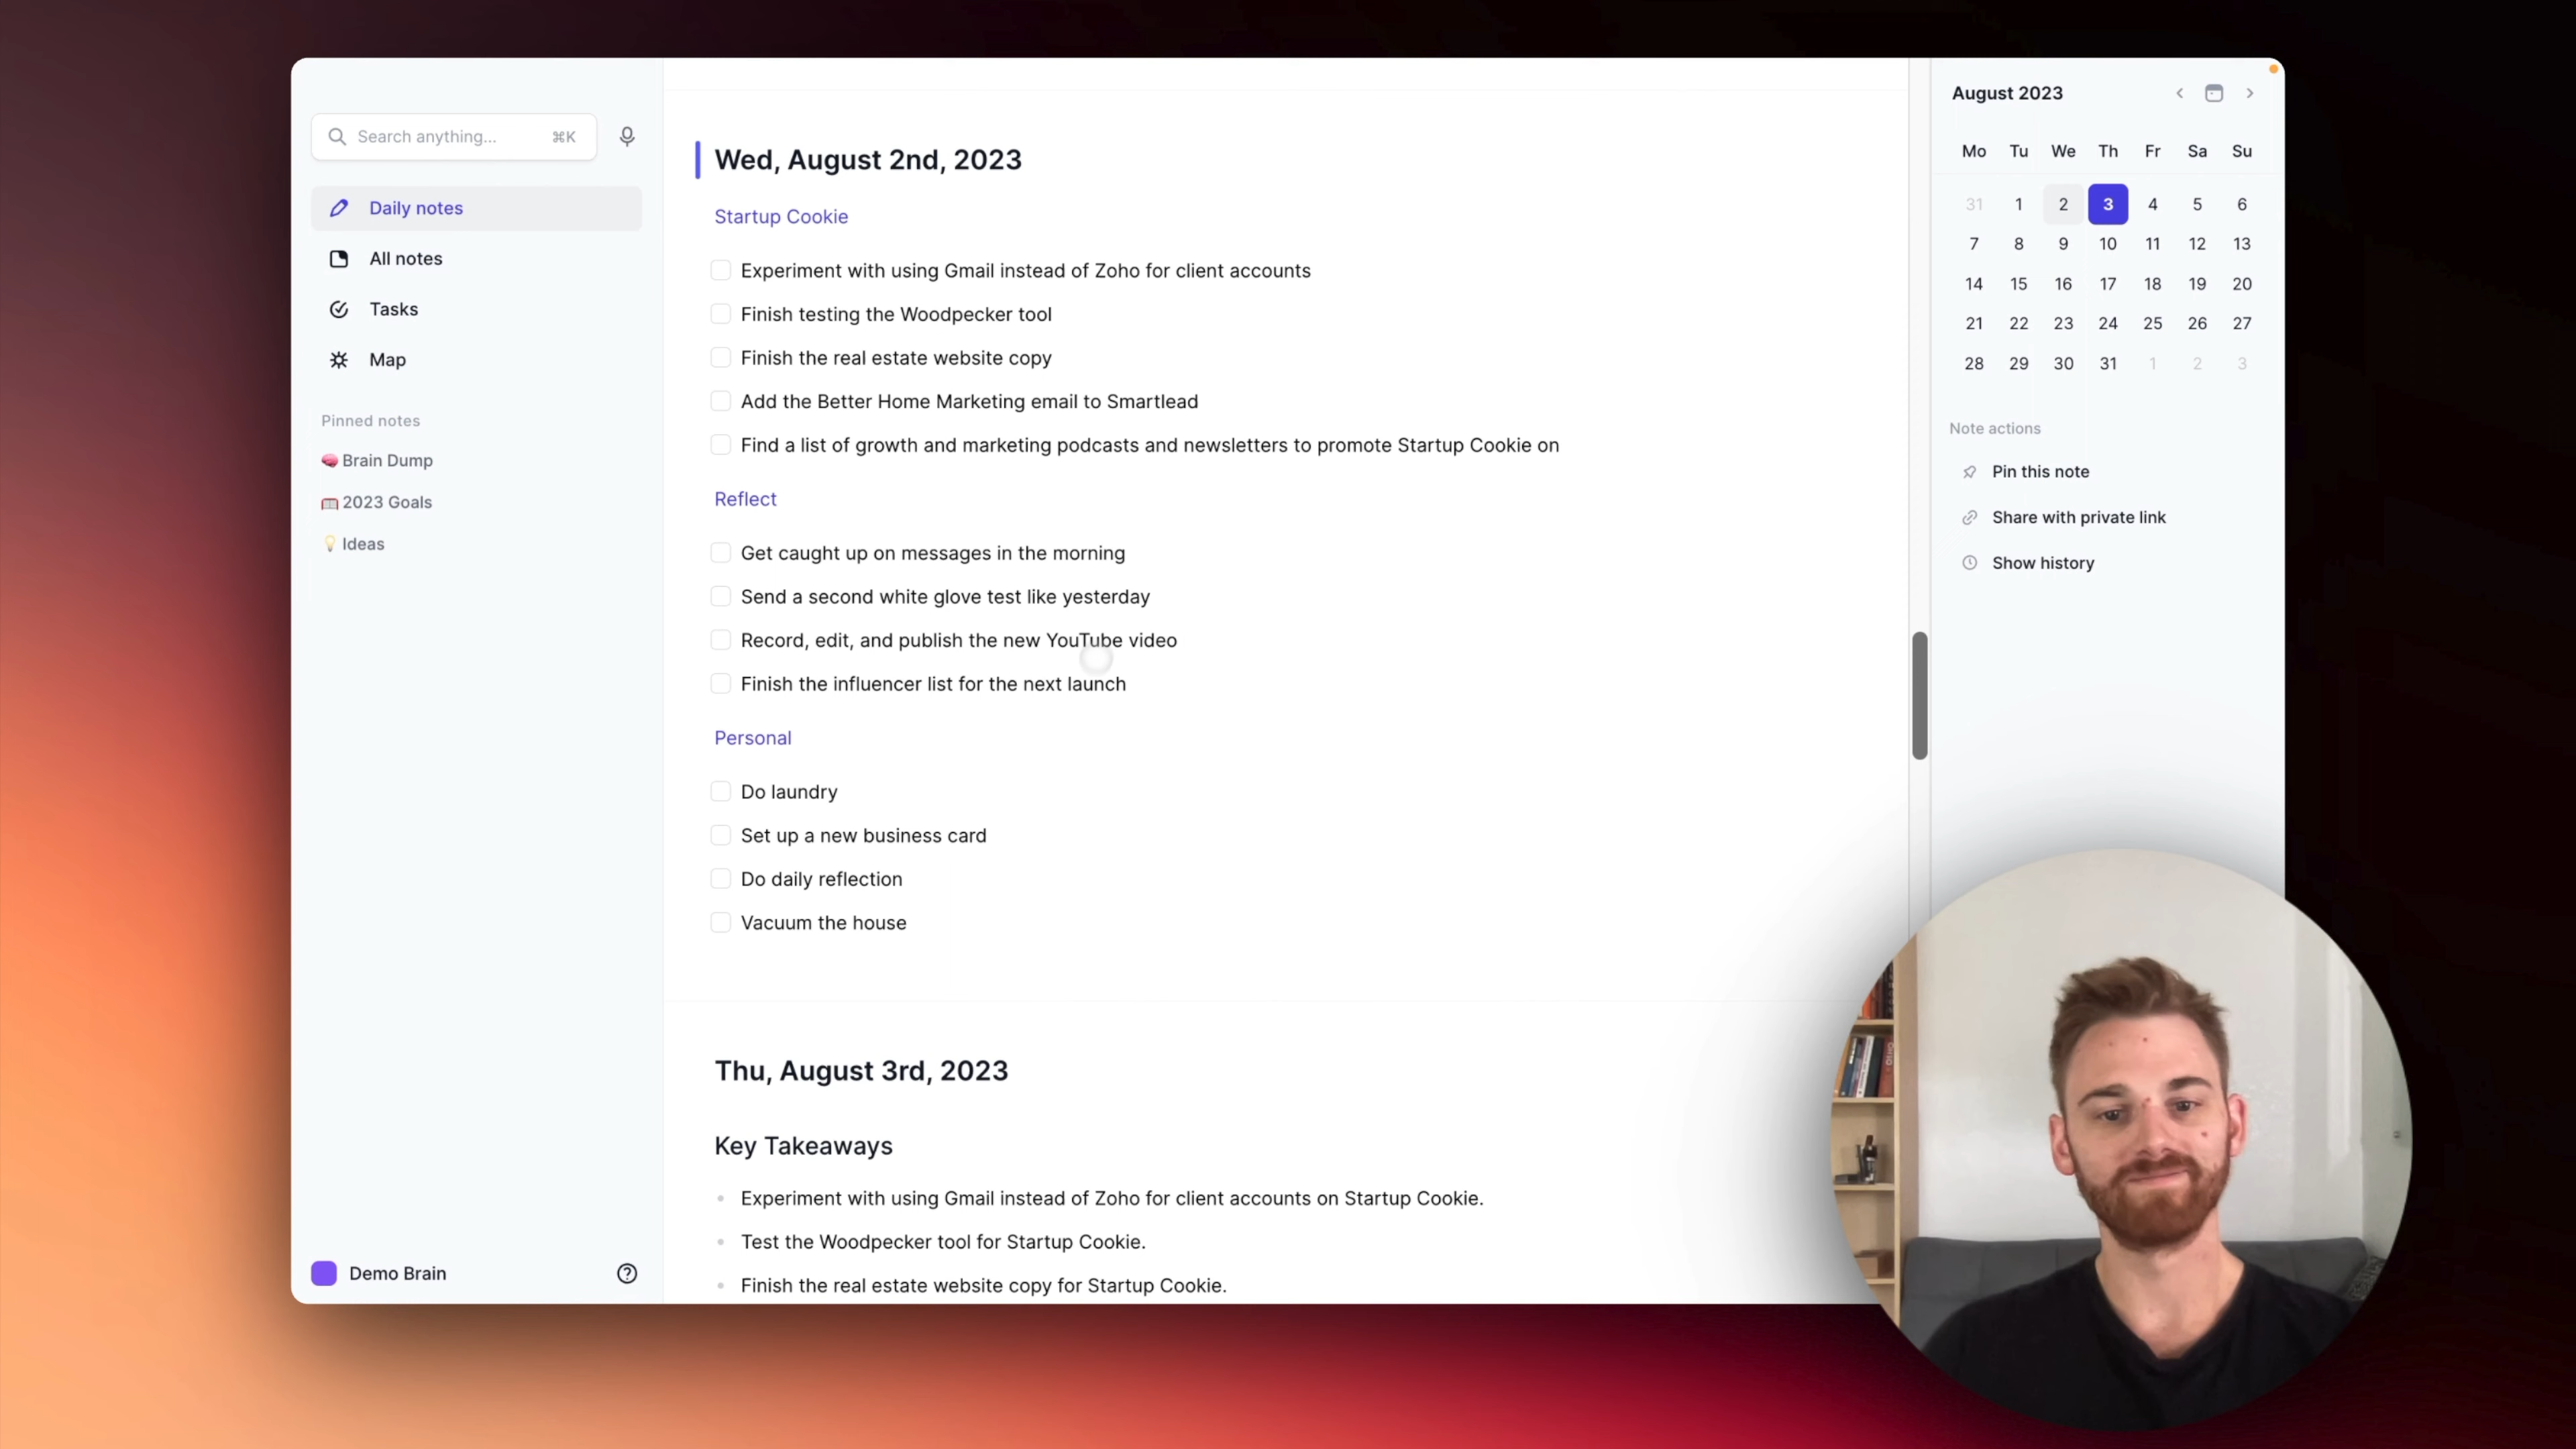 Search anything... ⌘K
Daily notes
All notes
Tasks
Map
Pinned notes
🧠 Brain Dump
🥅 2023 Goals
💡 Ideas
Demo Brain
Wed, August 2nd, 2023
Startup Cookie
Experiment with using Gmail instead of Zoho for client accounts
Finish testing the Woodpecker tool
Finish the real estate website copy
Add the Better Home Marketing email to Smartlead
Find a list of growth and marketing podcasts and newsletters to promote Startup Cookie on
Reflect
Get caught up on messages in the morning
Send a second white glove test like yesterday
Record, edit, and publish the new YouTube video
Finish the influencer list for the next launch
Personal
Do laundry
Set up a new business card
Do daily reflection
Vacuum the house
Thu, August 3rd, 2023
Key Takeaways
Experiment with using Gmail instead of Zoho for client accounts on Startup Cookie.
Test the Woodpecker tool for Startup Cookie.
Finish the real estate website copy for Startup Cookie.
August 2023
Mo Tu We Th Fr Sa Su
31 1 2 3 4 5 6
7 8 9 10 11 12 13
14 15 16 17 18 19 20
21 22 23 24 25 26 27
28 29 30 31 1 2 3
Note actions
Pin this note
Share with private link
Show history